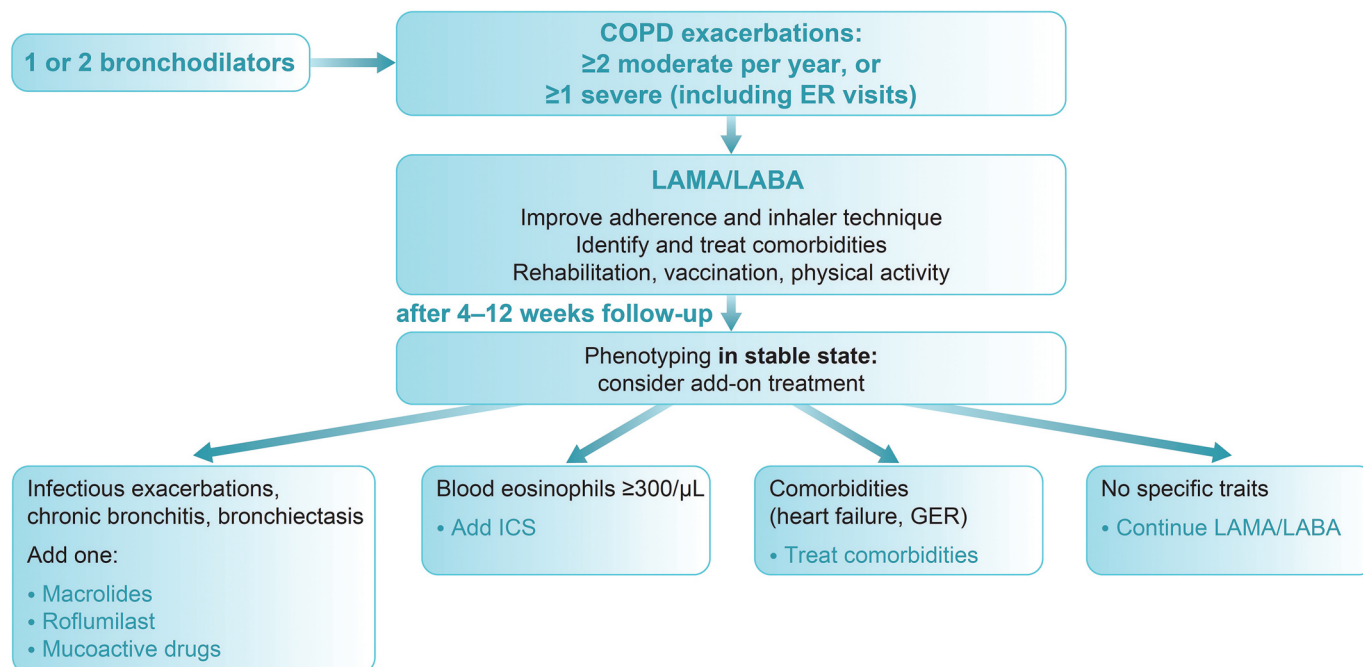 1 or 2 bronchodilators
COPD exacerbations:
≥2 moderate per year, or
≥1 severe (including ER visits)
LAMA/LABA
Improve adherence and inhaler technique
Identify and treat comorbidities
Rehabilitation, vaccination, physical activity
after 4–12 weeks follow-up
Phenotyping in stable state:
consider add-on treatment
Infectious exacerbations,
chronic bronchitis, bronchiectasis
Add one:
• Macrolides
• Roflumilast
• Mucoactive drugs
Blood eosinophils ≥300/μL
• Add ICS
Comorbidities
(heart failure, GER)
• Treat comorbidities
No specific traits
• Continue LAMA/LABA